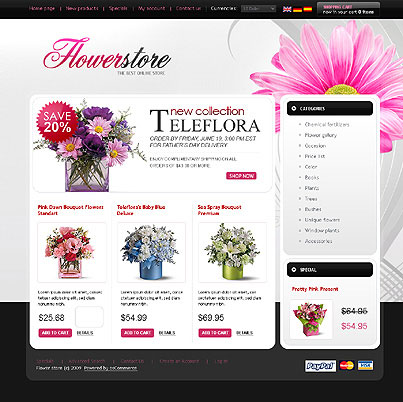 Home page | New products | Specials | My account | Contact us | Currencies:
SHOPPING CART
now in your cart 0 items
Flowerstore
THE BEST ONLINE STORE
SAVE 20%
new collection
TELEFLORA
ORDER BY FRIDAY, JUNE 19, 3:00 PM EST
FOR FATHER'S DAY DELIVERY
ENJOY COMPLIMENTARY SHIPPING ON ALL
ORDERS OF $43.30 OR MORE
SHOP NOW
CATEGORIES
Chemical fertilizers
Flower gallery
Occasion
Price list
Color
Books
Plants
Trees
Bushes
Unique flowers
Window plants
Accessories
Pink Dawn Bouquet Flowers Standart
Lorem ipsum dolor sit amet, consectetuer adipiscing elit, sed diam nonummy nibh.
$25.68
ADD TO CART DETAILS
Teleflora's Baby Blue Deluxe
Lorem ipsum dolor sit amet, consectetuer adipiscing elit, sed diam nonummy nibh.
$54.99
ADD TO CART DETAILS
Sea Spray Bouquet Premium
Lorem ipsum dolor sit amet, consectetuer adipiscing elit, sed diam nonummy nibh.
$69.95
ADD TO CART DETAILS
SPECIAL
Pretty Pink Present
$64.95
$54.95
Specials | Advanced Search | Contact Us | Create an Account | Log In
Flower store (c) 2009 Powered by osCommerce
PayPal
VISA